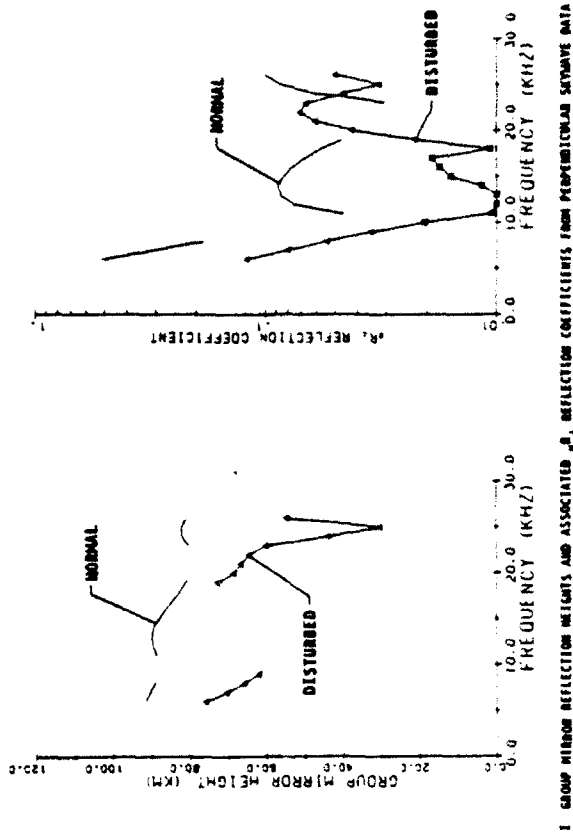 120.0
100.0
80.0
60.0
40.0
20.0
0.0
GROUP MIRROR HEIGHT (KM)
NORMAL
DISTURBED
0.0
10.0
20.0
30.0
FREQUENCY (KHZ)
1.
.1
.01
REFLECTION COEFFICIENT
NORMAL
DISTURBED
0.0
10.0
20.0
30.0
FREQUENCY (KHZ)
GROUP MIRROR REFLECTION HEIGHTS AND ASSOCIATED REFLECTION COEFFICIENTS FROM PERPENDICULAR SKYWAVE DATA